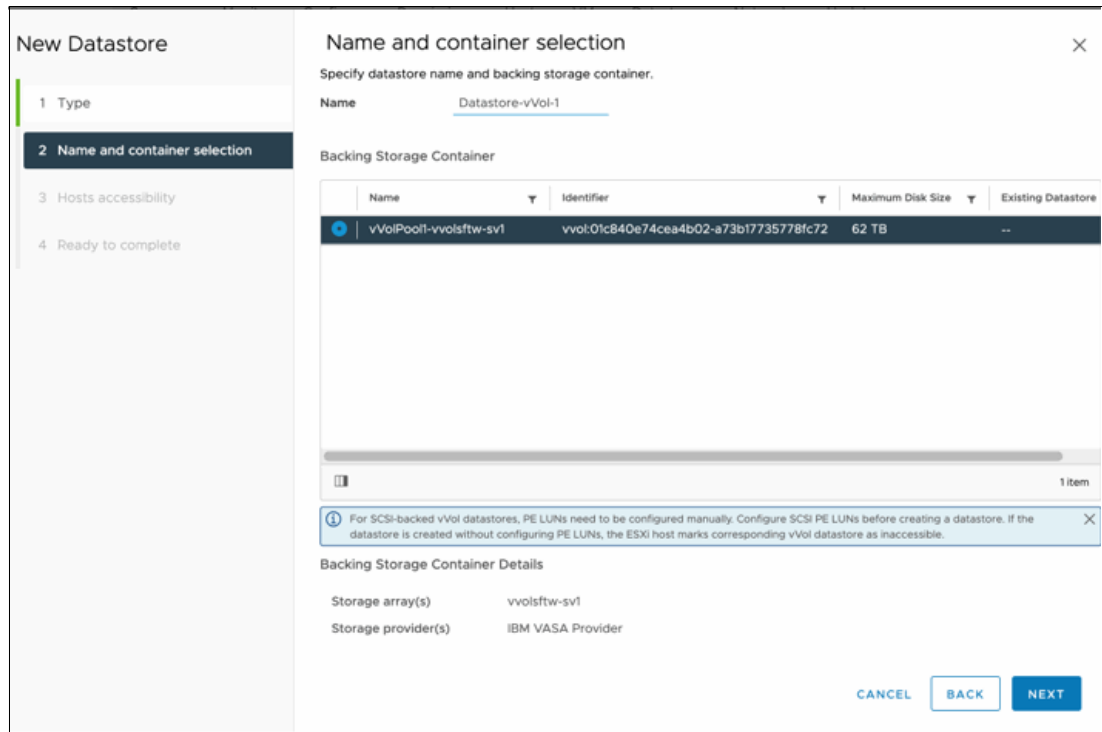 New Datastore
1 Type
2 Name and container selection
3 Hosts accessibility
4 Ready to complete
Name and container selection
Specify datastore name and backing storage container.
Name Datastore-vVol-1
Backing Storage Container
Name Identifier Maximum Disk Size Existing Datastore
vVolPool1-vvolsftw-sv1 vvol:01c840e74cea4b02-a73b17735778fc72 62 TB --
1 item
For SCSI-backed vVol datastores, PE LUNs need to be configured manually. Configure SCSI PE LUNs before creating a datastore. If the
datastore is created without configuring PE LUNs, the ESXi host marks corresponding vVol datastore as inaccessible.
Backing Storage Container Details
Storage array(s) vvolsftw-sv1
Storage provider(s) IBM VASA Provider
CANCEL BACK NEXT